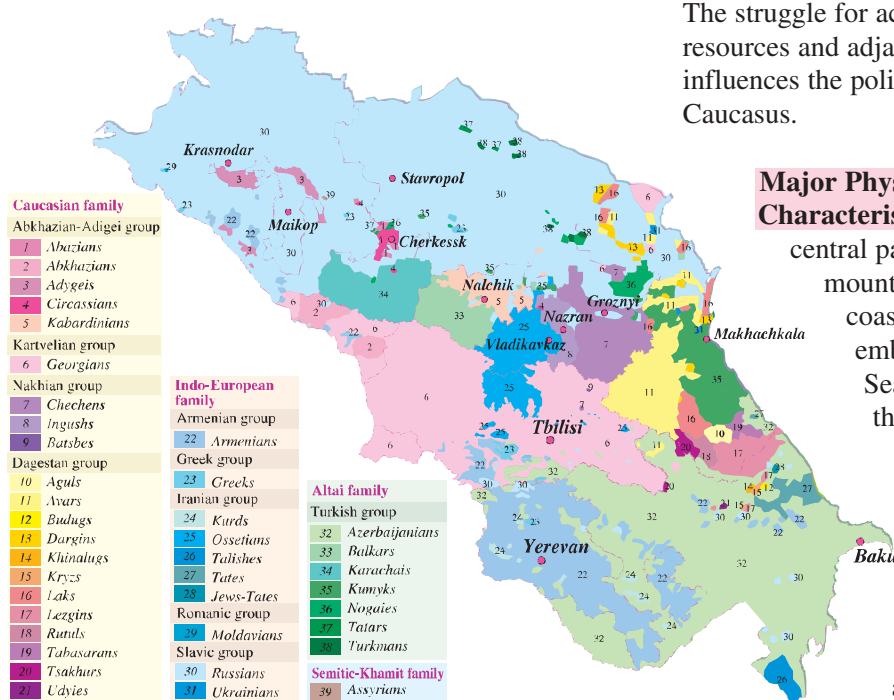 The struggle for ac
resources and adja
influences the poli
Caucasus.
Major Phys
Characteris
central pa
mount
coas
emb
Sea
th
Krasnodar
Stavropol
Maikop
Cherkessk
Nalchik
Groznyi
Nazran
Vladikavkaz
Makhachkala
Tbilisi
Yerevan
Baku
Caucasian family
Abkhazian-Adigei group
1 Abazians
2 Abkhazians
3 Adygeis
4 Circassians
5 Kabardinians
Kartvelian group
6 Georgians
Nakhian group
7 Chechens
8 Ingushs
9 Batsbes
Dagestan group
10 Aguls
11 Avars
12 Budugs
13 Dargins
14 Khinalugs
15 Kryzs
16 Laks
17 Lezgins
18 Rutuls
19 Tabasarans
20 Tsakhurs
21 Udyies
Indo-European
family
Armenian group
22 Armenians
Greek group
23 Greeks
Iranian group
24 Kurds
25 Ossetians
26 Talishes
27 Tates
28 Jews-Tates
Romanic group
29 Moldavians
Slavic group
30 Russians
31 Ukrainians
Altai family
Turkish group
32 Azerbaijanians
33 Balkars
34 Karachais
35 Kumyks
36 Nogaies
37 Tatars
38 Turkmans
Semitic-Khamit family
39 Assyrians